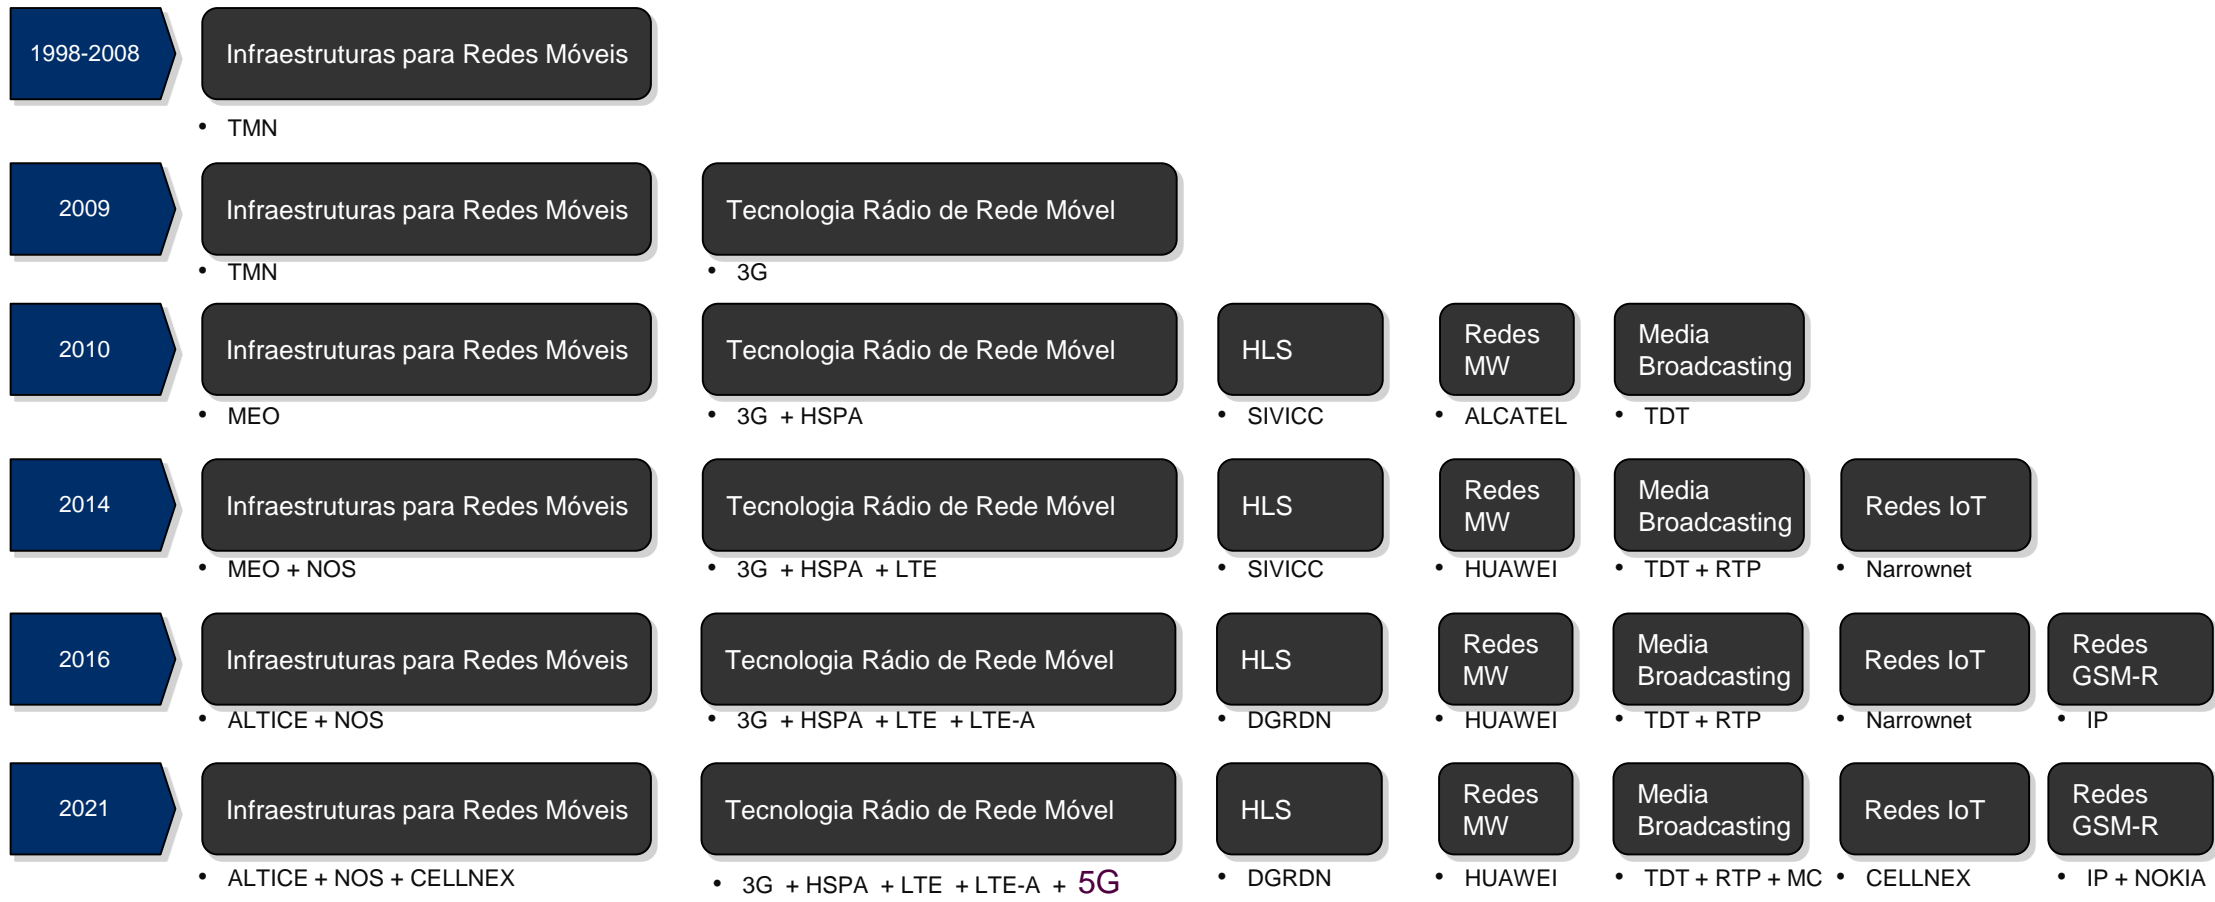 1998-2008
Infraestruturas para Redes Móveis
• TMN
2009
Infraestruturas para Redes Móveis
Tecnologia Rádio de Rede Móvel
• TMN
• 3G
2010
Infraestruturas para Redes Móveis
Tecnologia Rádio de Rede Móvel
HLS
Redes
MW
Media
Broadcasting
• MEO
• 3G + HSPA
• SIVICC
• ALCATEL
• TDT
2014
Infraestruturas para Redes Móveis
Tecnologia Rádio de Rede Móvel
HLS
Redes
MW
Media
Broadcasting
Redes IoT
• MEO + NOS
• 3G + HSPA + LTE
• SIVICC
• HUAWEI
• TDT + RTP
• Narrownet
2016
Infraestruturas para Redes Móveis
Tecnologia Rádio de Rede Móvel
HLS
Redes
MW
Media
Broadcasting
Redes IoT
Redes
GSM-R
• ALTICE + NOS
• 3G + HSPA + LTE + LTE-A
• DGRDN
• HUAWEI
• TDT + RTP
• Narrownet
• IP
2021
Infraestruturas para Redes Móveis
Tecnologia Rádio de Rede Móvel
HLS
Redes
MW
Media
Broadcasting
Redes IoT
Redes
GSM-R
• ALTICE + NOS + CELLNEX
• 3G + HSPA + LTE + LTE-A + 5G
• DGRDN
• HUAWEI
• TDT + RTP + MC
• CELLNEX
• IP + NOKIA